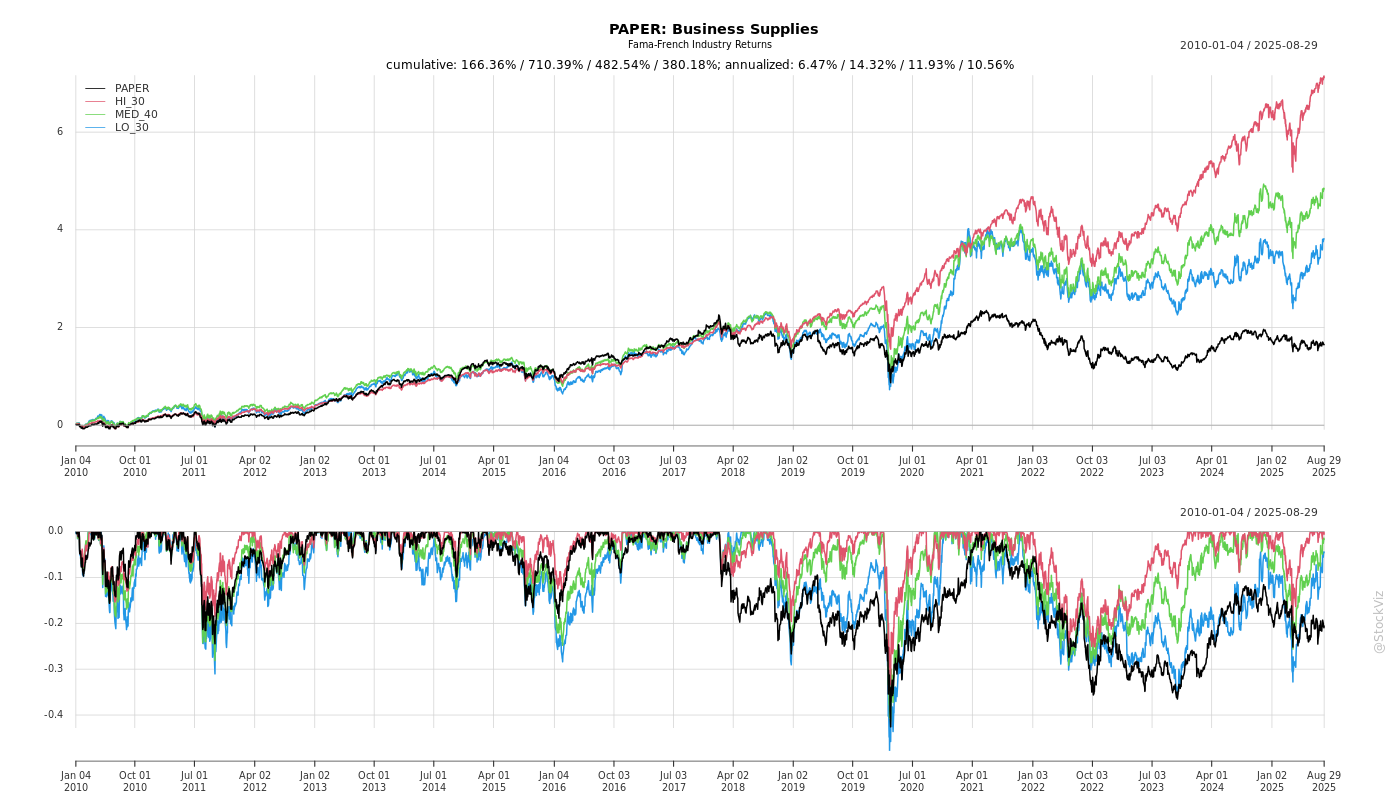 PAPER: Business Supplies
Fama-French Industry Returns
2010-01-04 / 2025-08-29
cumulative: 166.36% / 710.39% / 482.54% / 380.18%; annualized: 6.47% / 14.32% / 11.93% / 10.56%
PAPER
HI_30
MED_40
LO_30
6
4
2
0
Jan 04 Oct 01 Jul 01 Apr 02 Jan 02 Oct 01 Jul 01 Apr 01 Jan 04 Oct 03 Jul 03 Apr 02 Jan 02 Oct 01 Jul 01 Apr 01 Jan 03 Oct 03 Jul 03 Apr 01 Jan 02 Aug 29
2010 2010 2011 2012 2013 2013 2014 2015 2016 2016 2017 2018 2019 2019 2020 2021 2022 2022 2023 2024 2025 2025
2010-01-04 / 2025-08-29
0.0
-0.1
-0.2
-0.3
-0.4
Jan 04 Oct 01 Jul 01 Apr 02 Jan 02 Oct 01 Jul 01 Apr 01 Jan 04 Oct 03 Jul 03 Apr 02 Jan 02 Oct 01 Jul 01 Apr 01 Jan 03 Oct 03 Jul 03 Apr 01 Jan 02 Aug 29
2010 2010 2011 2012 2013 2013 2014 2015 2016 2016 2017 2018 2019 2019 2020 2021 2022 2022 2023 2024 2025 2025
@StockViz